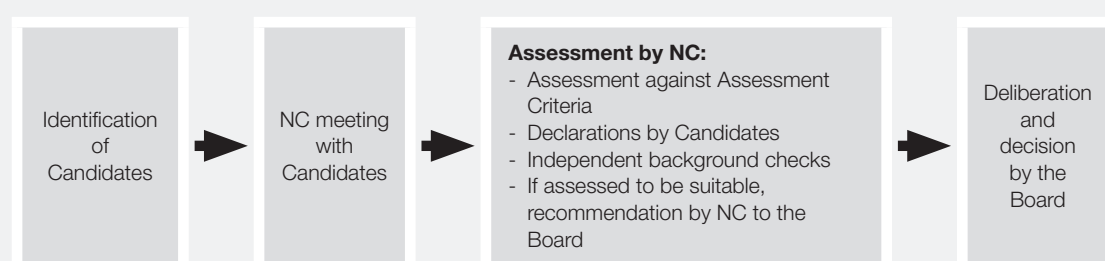 Identification
of
Candidates
NC meeting
with
Candidates
Assessment by NC:
- Assessment against Assessment
Criteria
- Declarations by Candidates
- Independent background checks
- If assessed to be suitable,
recommendation by NC to the
Board
Deliberation
and
decision
by the
Board